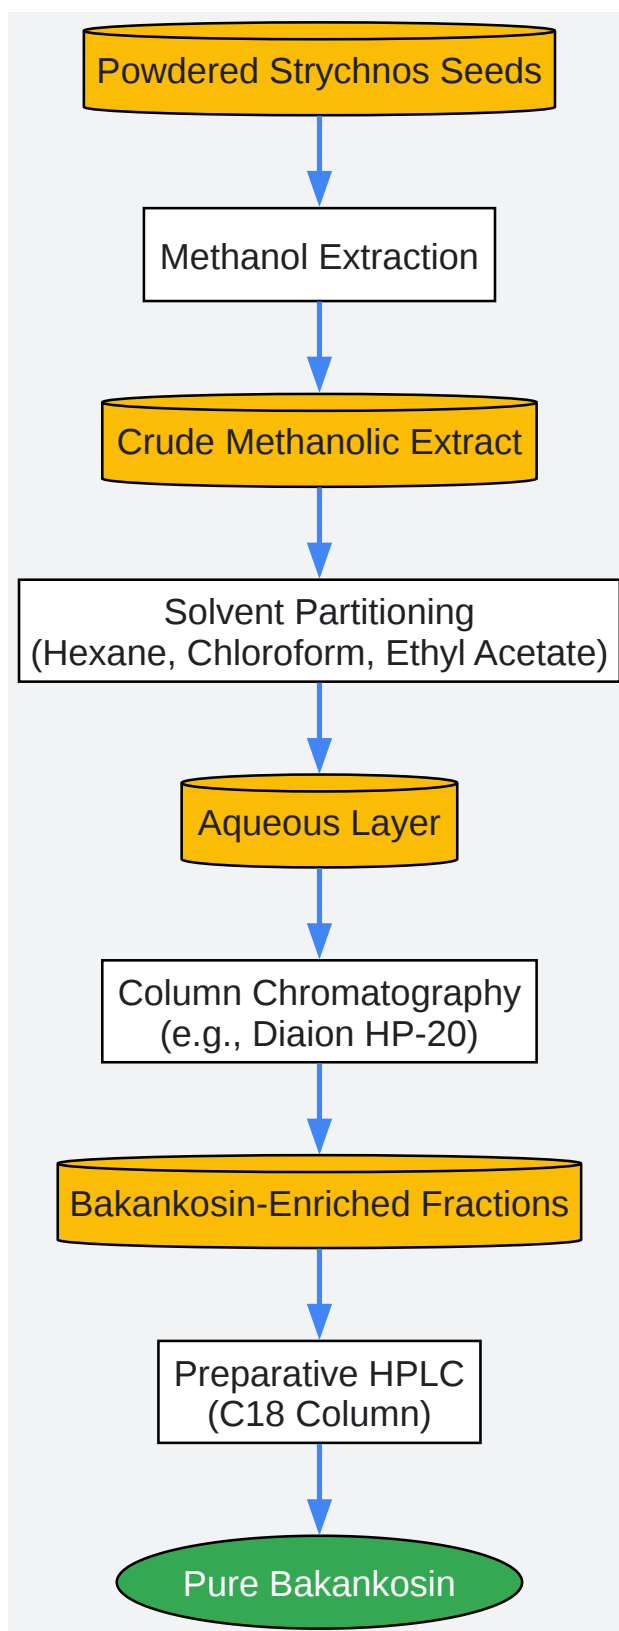 Powdered Strychnos Seeds
Methanol Extraction
Crude Methanolic Extract
Solvent Partitioning
(Hexane, Chloroform, Ethyl Acetate)
Aqueous Layer
Column Chromatography
(e.g., Diaion HP-20)
Bakankosin-Enriched Fractions
Preparative HPLC
(C18 Column)
Pure Bakankosin